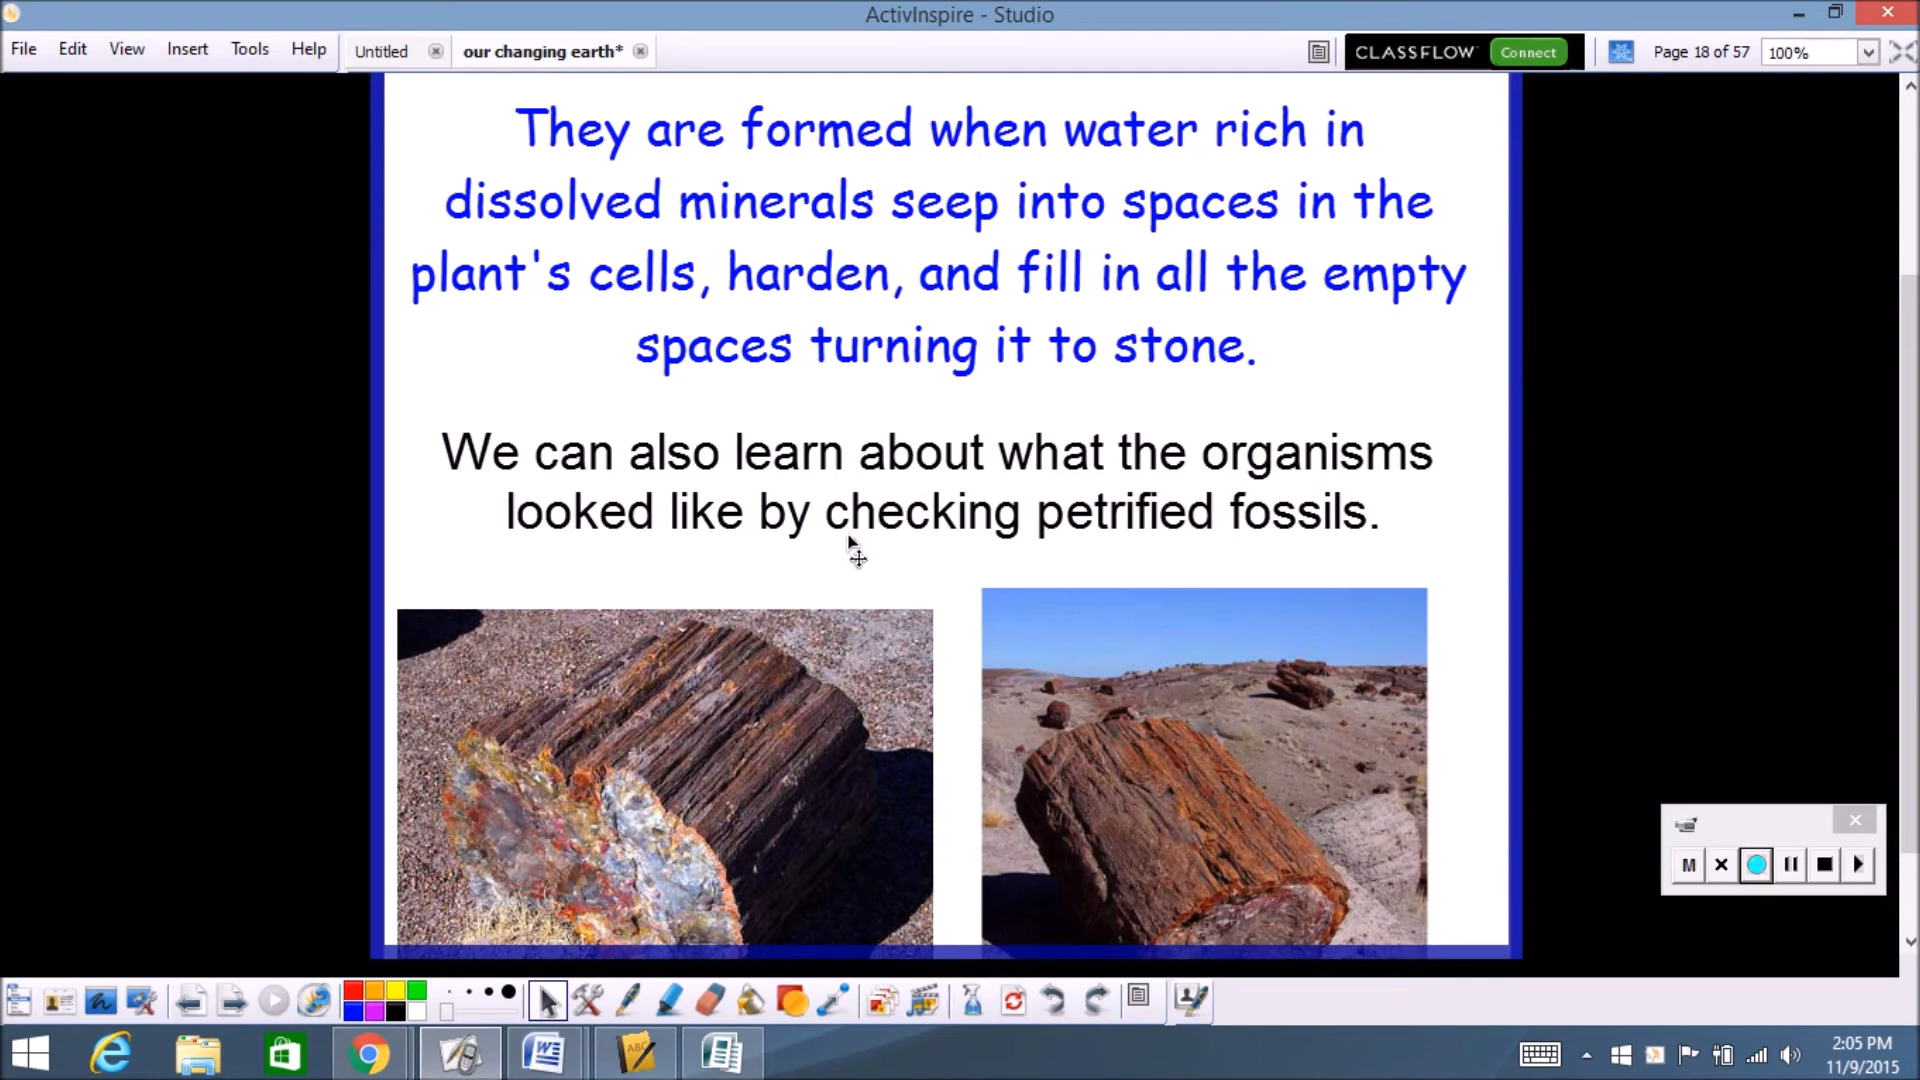 ActivInspire - Studio
File Edit View Insert Tools Help
Untitled our changing earth*
CLASSFLOW Connect
Page 18 of 57 100%
They are formed when water rich in
dissolved minerals seep into spaces in the
plant's cells, harden, and fill in all the empty
spaces turning it to stone.
We can also learn about what the organisms
looked like by checking petrified fossils.
M
ABC
2:05 PM
11/9/2015